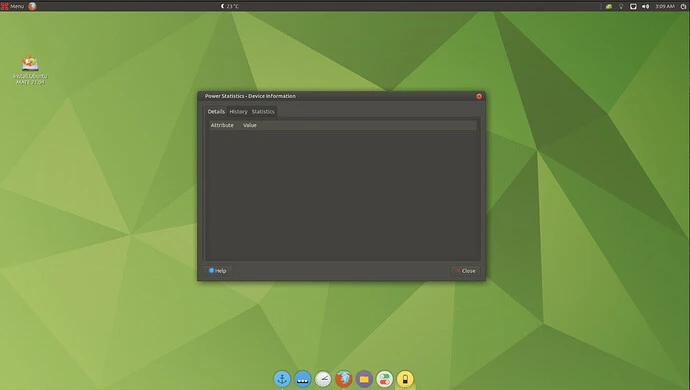 Menu
23 °C
3:09 AM
Install Ubuntu
MATE 21.04
Power Statistics - Device Information
Details History Statistics
Attribute Value
Help
Close